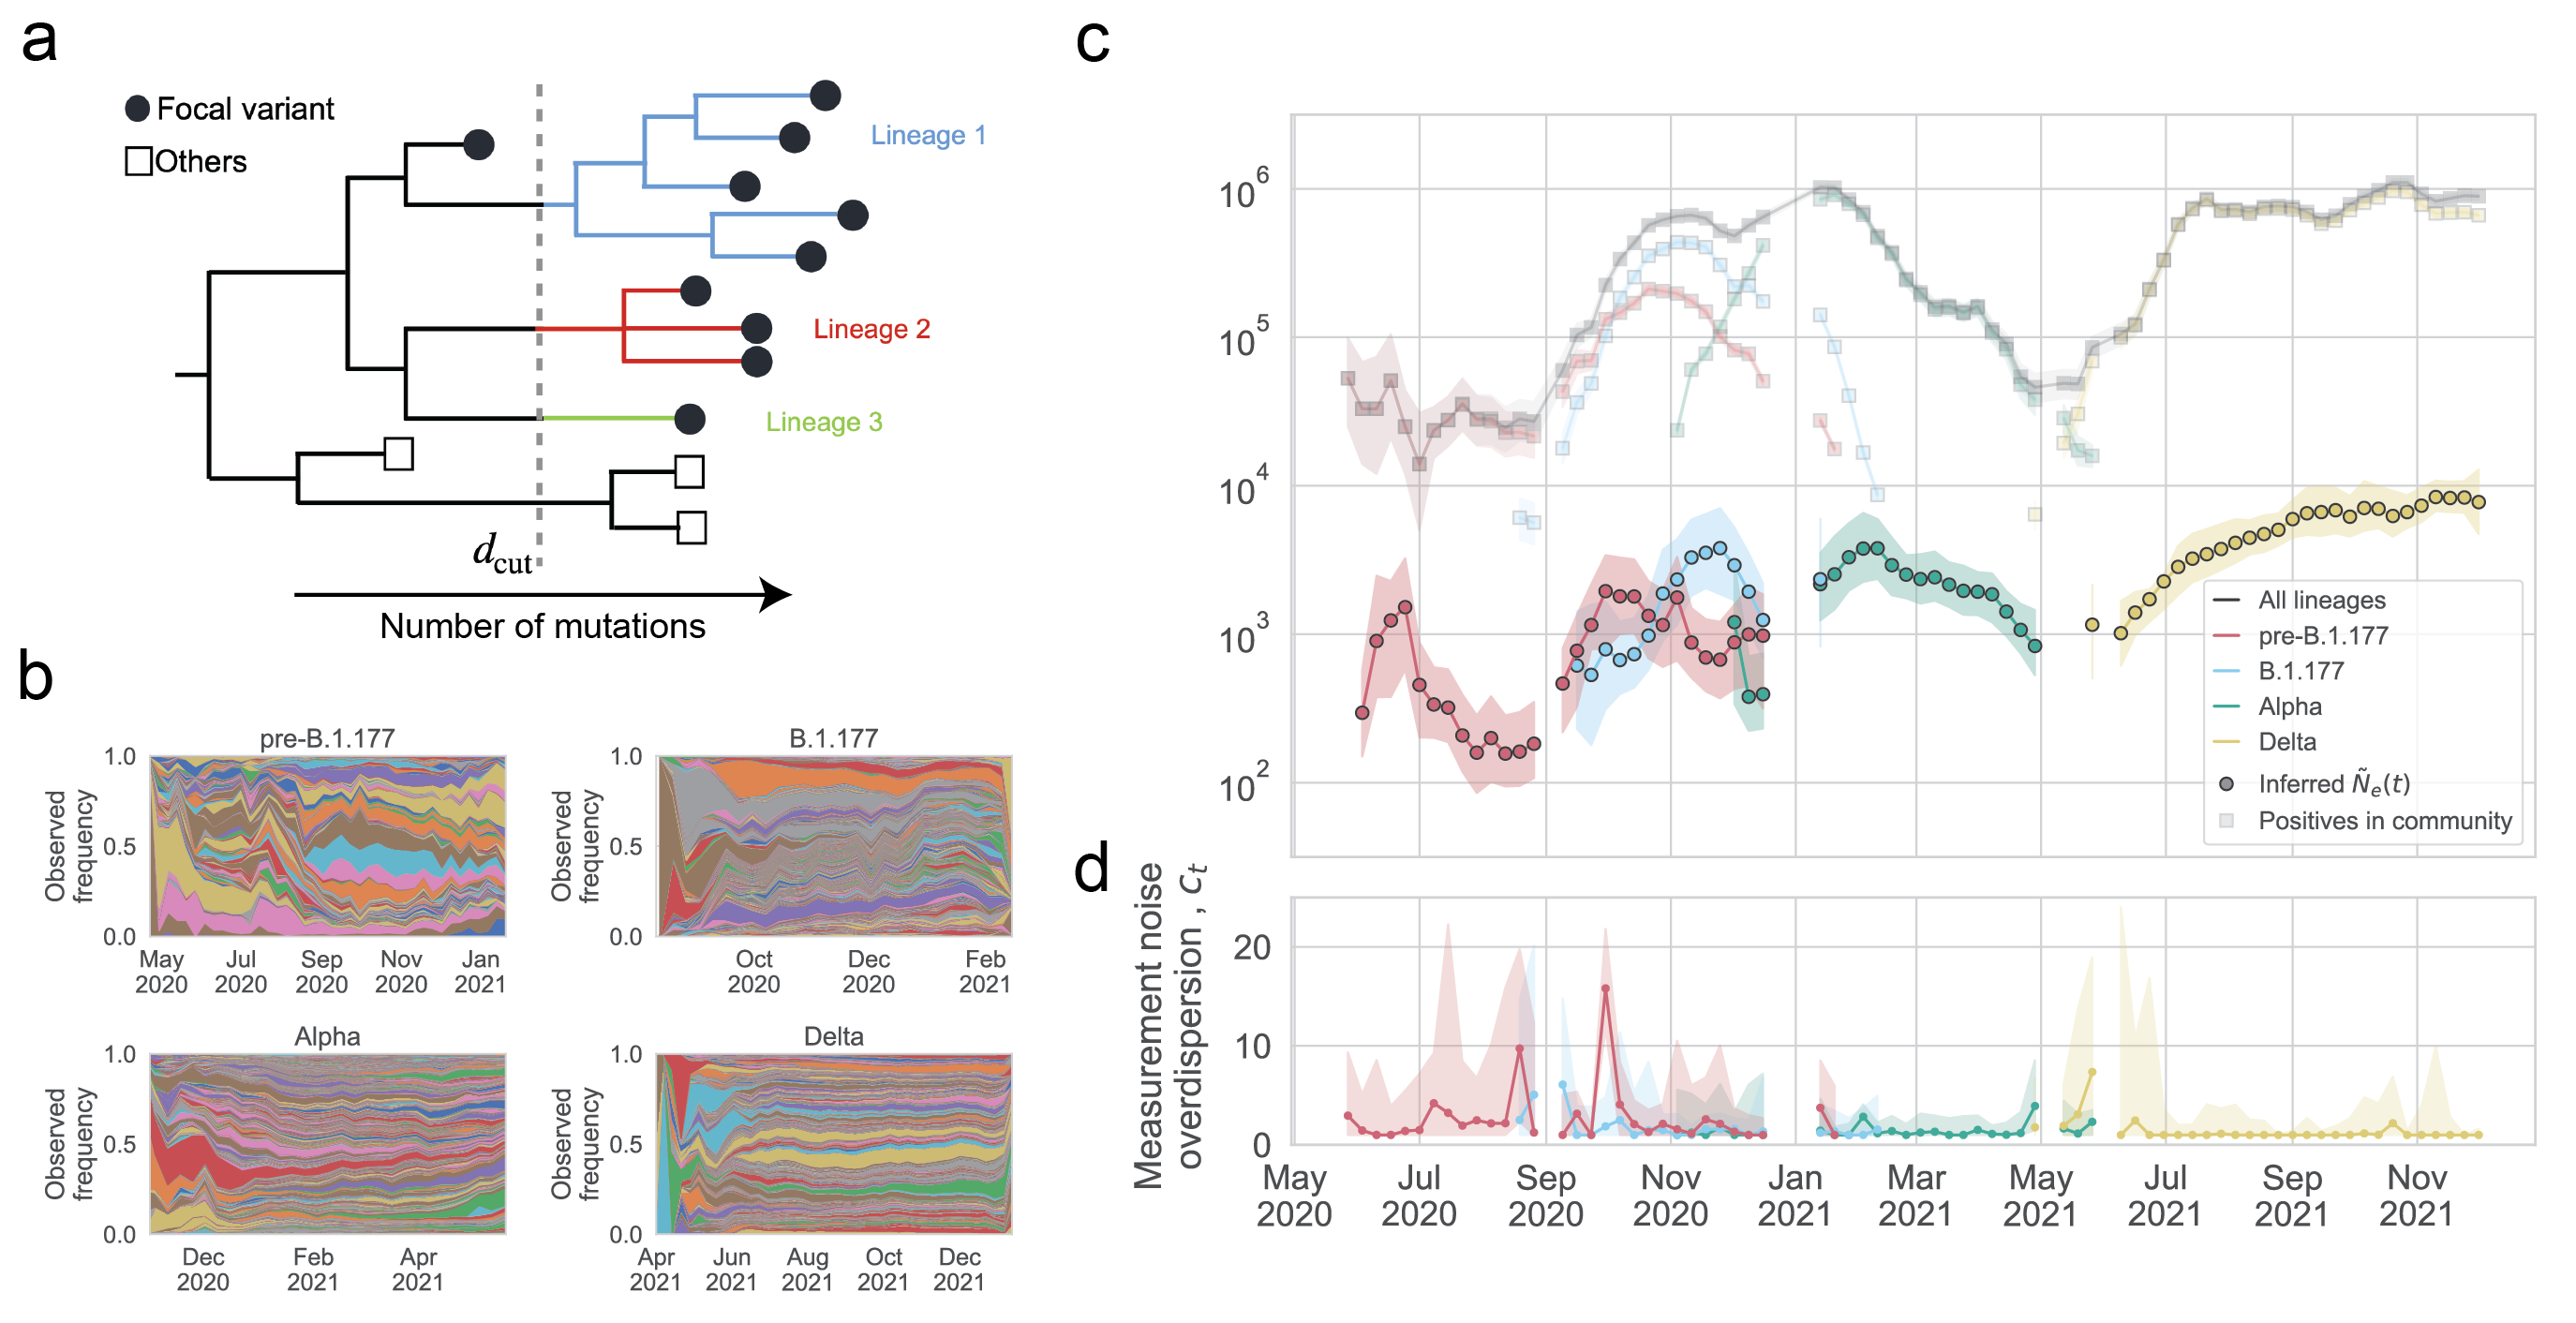 a
Focal variant
Others
Lineage 1
Lineage 2
Lineage 3
d_cut
Number of mutations
b
pre-B.1.177
Observed
frequency
1.0
0.5
0.0
May Jul Sep Nov Jan
2020 2020 2020 2020 2021
B.1.177
Observed
frequency
1.0
0.5
0.0
Oct Dec Feb
2020 2020 2021
Alpha
Observed
frequency
1.0
0.5
0.0
Dec Feb Apr
2020 2021 2021
Delta
Observed
frequency
1.0
0.5
0.0
Apr Jun Aug Oct Dec
2021 2021 2021 2021 2021
c
10^6
10^5
10^4
10^3
10^2
All lineages
pre-B.1.177
B.1.177
Alpha
Delta
Inferred Ñ_e(t)
Positives in community
d
Measurement noise
overdispersion , c_t
20
10
0
May Jul Sep Nov Jan Mar May Jul Sep Nov
2020 2020 2020 2020 2021 2021 2021 2021 2021 2021